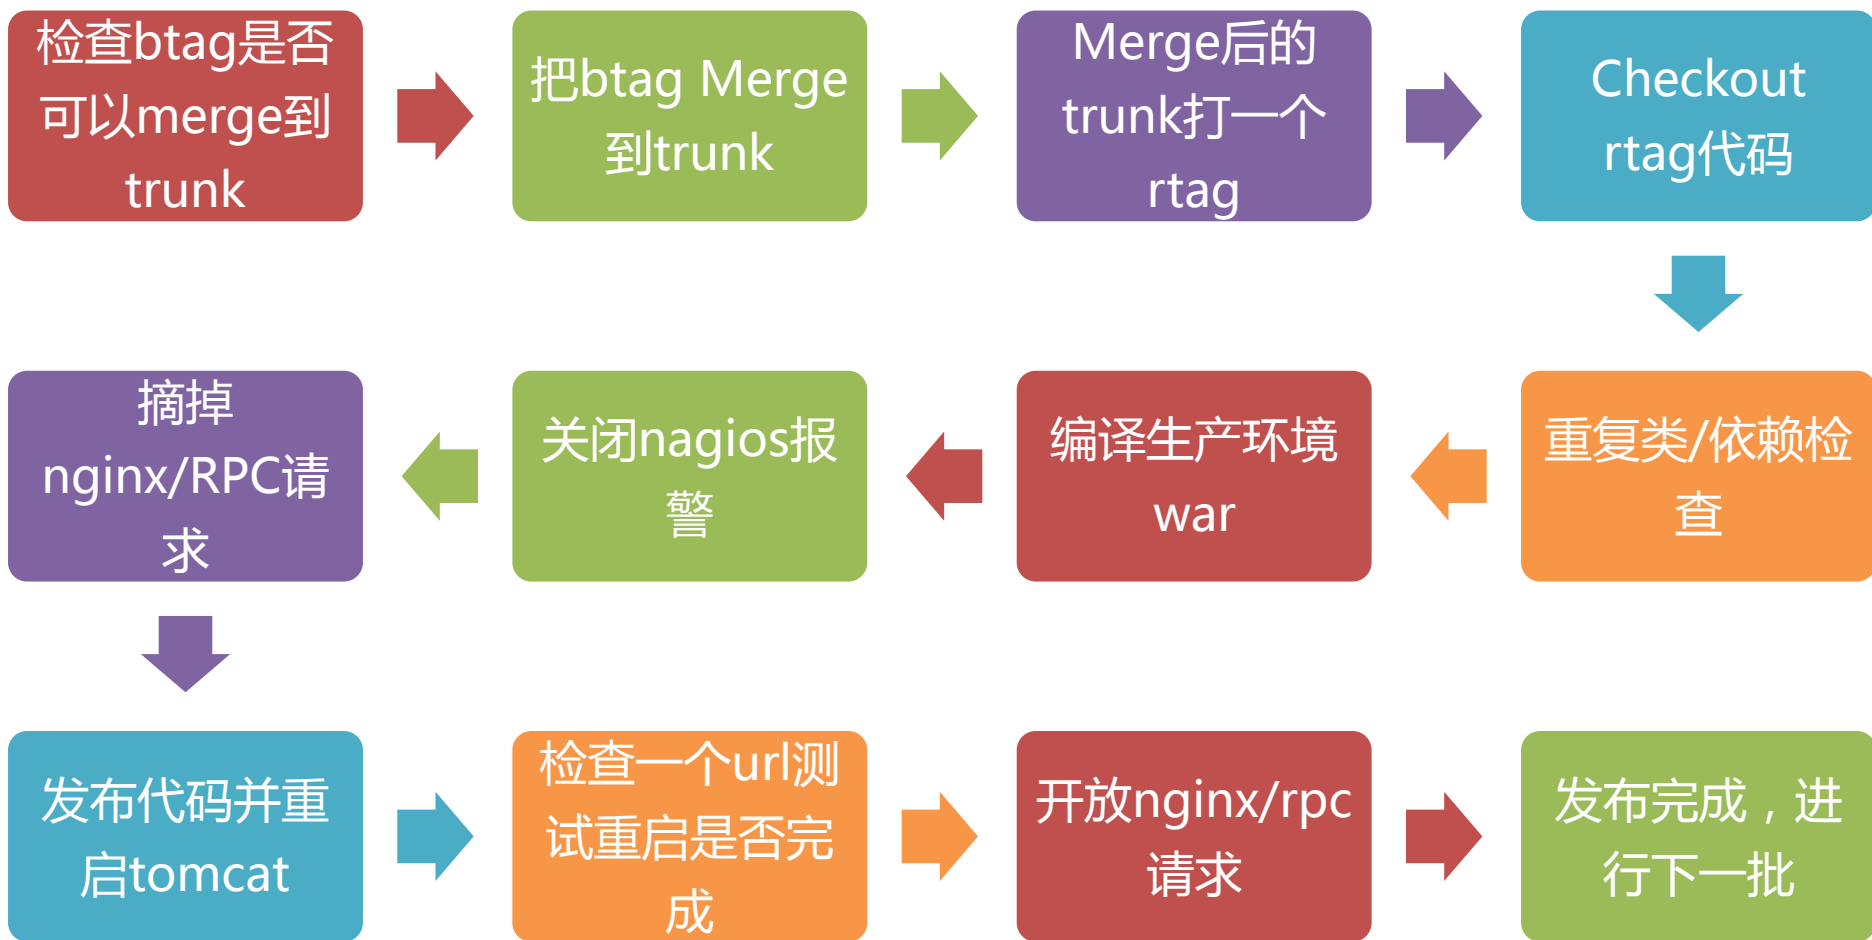 检查btag是否
可以merge到
trunk
把btag Merge
到trunk
Merge后的
trunk打一个
rtag
Checkout
rtag代码
重复类/依赖检
查
编译生产环境
war
关闭nagios报
警
摘掉
nginx/RPC请
求
发布代码并重
启tomcat
检查一个url测
试重启是否完
成
开放nginx/rpc
请求
发布完成，进
行下一批